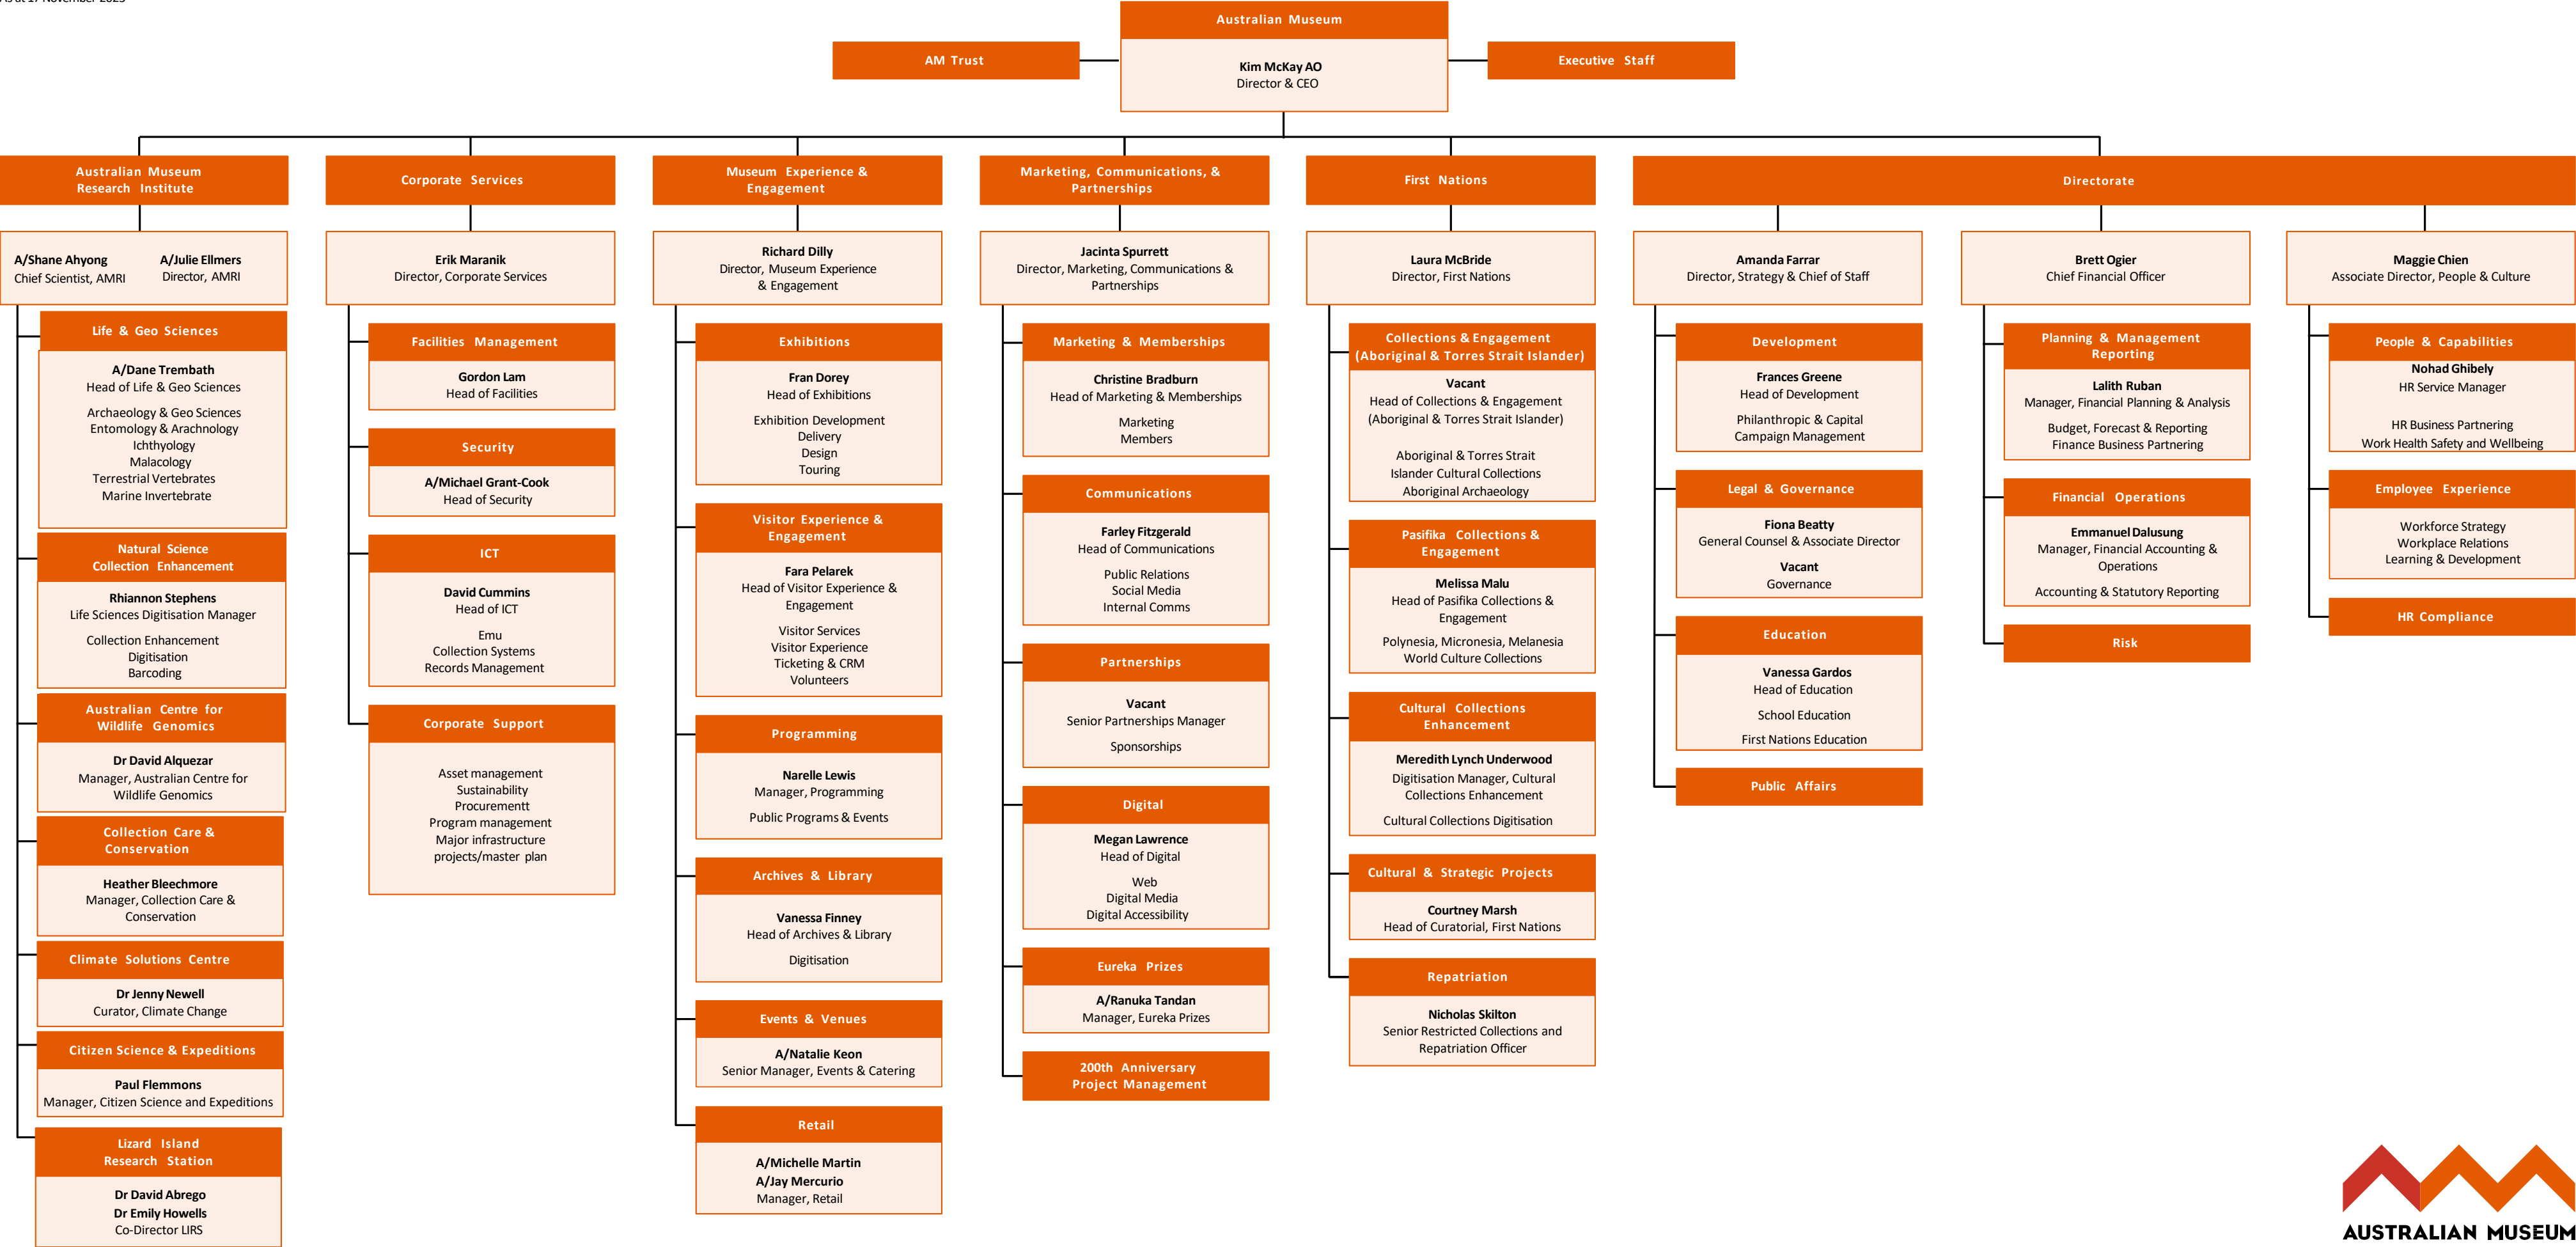 As at 17 November 2023
Australian Museum
Kim McKay AO
Director & CEO
AM Trust
Executive Staff
Australian Museum
Research Institute
A/Shane Ahyong
Chief Scientist, AMRI
A/Julie Ellmers
Director, AMRI
Life & Geo Sciences
A/Dane Trembath
Head of Life & Geo Sciences
Archaeology & Geo Sciences
Entomology & Arachnology
Ichthyology
Malacology
Terrestrial Vertebrates
Marine Invertebrate
Natural Science
Collection Enhancement
Rhiannon Stephens
Life Sciences Digitisation Manager
Collection Enhancement
Digitisation
Barcoding
Australian Centre for
Wildlife Genomics
Dr David Alquezar
Manager, Australian Centre for
Wildlife Genomics
Collection Care &
Conservation
Heather Bleechmore
Manager, Collection Care &
Conservation
Climate Solutions Centre
Dr Jenny Newell
Curator, Climate Change
Citizen Science & Expeditions
Paul Flemmons
Manager, Citizen Science and Expeditions
Lizard Island
Research Station
Dr David Abrego
Dr Emily Howells
Co-Director LIRS
Corporate Services
Erik Maranik
Director, Corporate Services
Facilities Management
Gordon Lam
Head of Facilities
Security
A/Michael Grant-Cook
Head of Security
ICT
David Cummins
Head of ICT
Emu
Collection Systems
Records Management
Corporate Support
Asset management
Sustainability
Procurementt
Program management
Major infrastructure
projects/master plan
Museum Experience &
Engagement
Richard Dilly
Director, Museum Experience
& Engagement
Exhibitions
Fran Dorey
Head of Exhibitions
Exhibition Development
Delivery
Design
Touring
Visitor Experience &
Engagement
Fara Pelarek
Head of Visitor Experience &
Engagement
Visitor Services
Visitor Experience
Ticketing & CRM
Volunteers
Programming
Narelle Lewis
Manager, Programming
Public Programs & Events
Archives & Library
Vanessa Finney
Head of Archives & Library
Digitisation
Events & Venues
A/Natalie Keon
Senior Manager, Events & Catering
Retail
A/Michelle Martin
A/Jay Mercurio
Manager, Retail
Marketing, Communications, &
Partnerships
Jacinta Spurrett
Director, Marketing, Communications &
Partnerships
Marketing & Memberships
Christine Bradburn
Head of Marketing & Memberships
Marketing
Members
Communications
Farley Fitzgerald
Head of Communications
Public Relations
Social Media
Internal Comms
Partnerships
Vacant
Senior Partnerships Manager
Sponsorships
Digital
Megan Lawrence
Head of Digital
Web
Digital Media
Digital Accessibility
Eureka Prizes
A/Ranuka Tandan
Manager, Eureka Prizes
200th Anniversary
Project Management
First Nations
Laura McBride
Director, First Nations
Collections & Engagement
(Aboriginal & Torres Strait Islander)
Vacant
Head of Collections & Engagement
(Aboriginal & Torres Strait Islander)
Aboriginal & Torres Strait
Islander Cultural Collections
Aboriginal Archaeology
Pasifika Collections &
Engagement
Melissa Malu
Head of Pasifika Collections &
Engagement
Polynesia, Micronesia, Melanesia
World Culture Collections
Cultural Collections
Enhancement
Meredith Lynch Underwood
Digitisation Manager, Cultural
Collections Enhancement
Cultural Collections Digitisation
Cultural & Strategic Projects
Courtney Marsh
Head of Curatorial, First Nations
Repatriation
Nicholas Skilton
Senior Restricted Collections and
Repatriation Officer
Directorate
Amanda Farrar
Director, Strategy & Chief of Staff
Development
Frances Greene
Head of Development
Philanthropic & Capital
Campaign Management
Legal & Governance
Fiona Beatty
General Counsel & Associate Director
Vacant
Governance
Education
Vanessa Gardos
Head of Education
School Education
First Nations Education
Public Affairs
Brett Ogier
Chief Financial Officer
Planning & Management
Reporting
Lalith Ruban
Manager, Financial Planning & Analysis
Budget, Forecast & Reporting
Finance Business Partnering
Financial Operations
Emmanuel Dalusung
Manager, Financial Accounting &
Operations
Accounting & Statutory Reporting
Risk
Maggie Chien
Associate Director, People & Culture
People & Capabilities
Nohad Ghibely
HR Service Manager
HR Business Partnering
Work Health Safety and Wellbeing
Employee Experience
Workforce Strategy
Workplace Relations
Learning & Development
HR Compliance
AUSTRALIAN MUSEUM